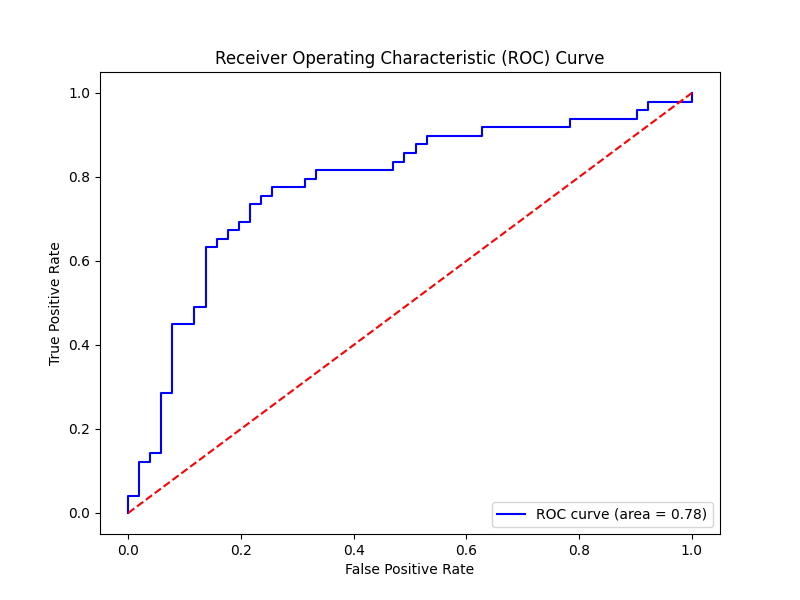 Receiver Operating Characteristic (ROC) Curve
True Positive Rate
1.0
0.8
0.6
0.4
0.2
0.0
ROC curve (area = 0.78)
0.0 0.2 0.4 0.6 0.8 1.0
False Positive Rate